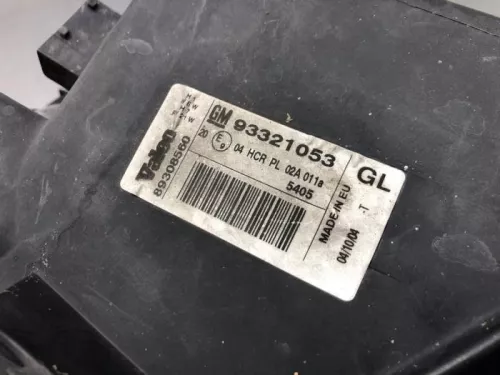 GM 93321053
GL
20 E9 04 HCR PL 02A 011a
5405
Valeo
89308560
MADE IN EU
04/10/04 -T